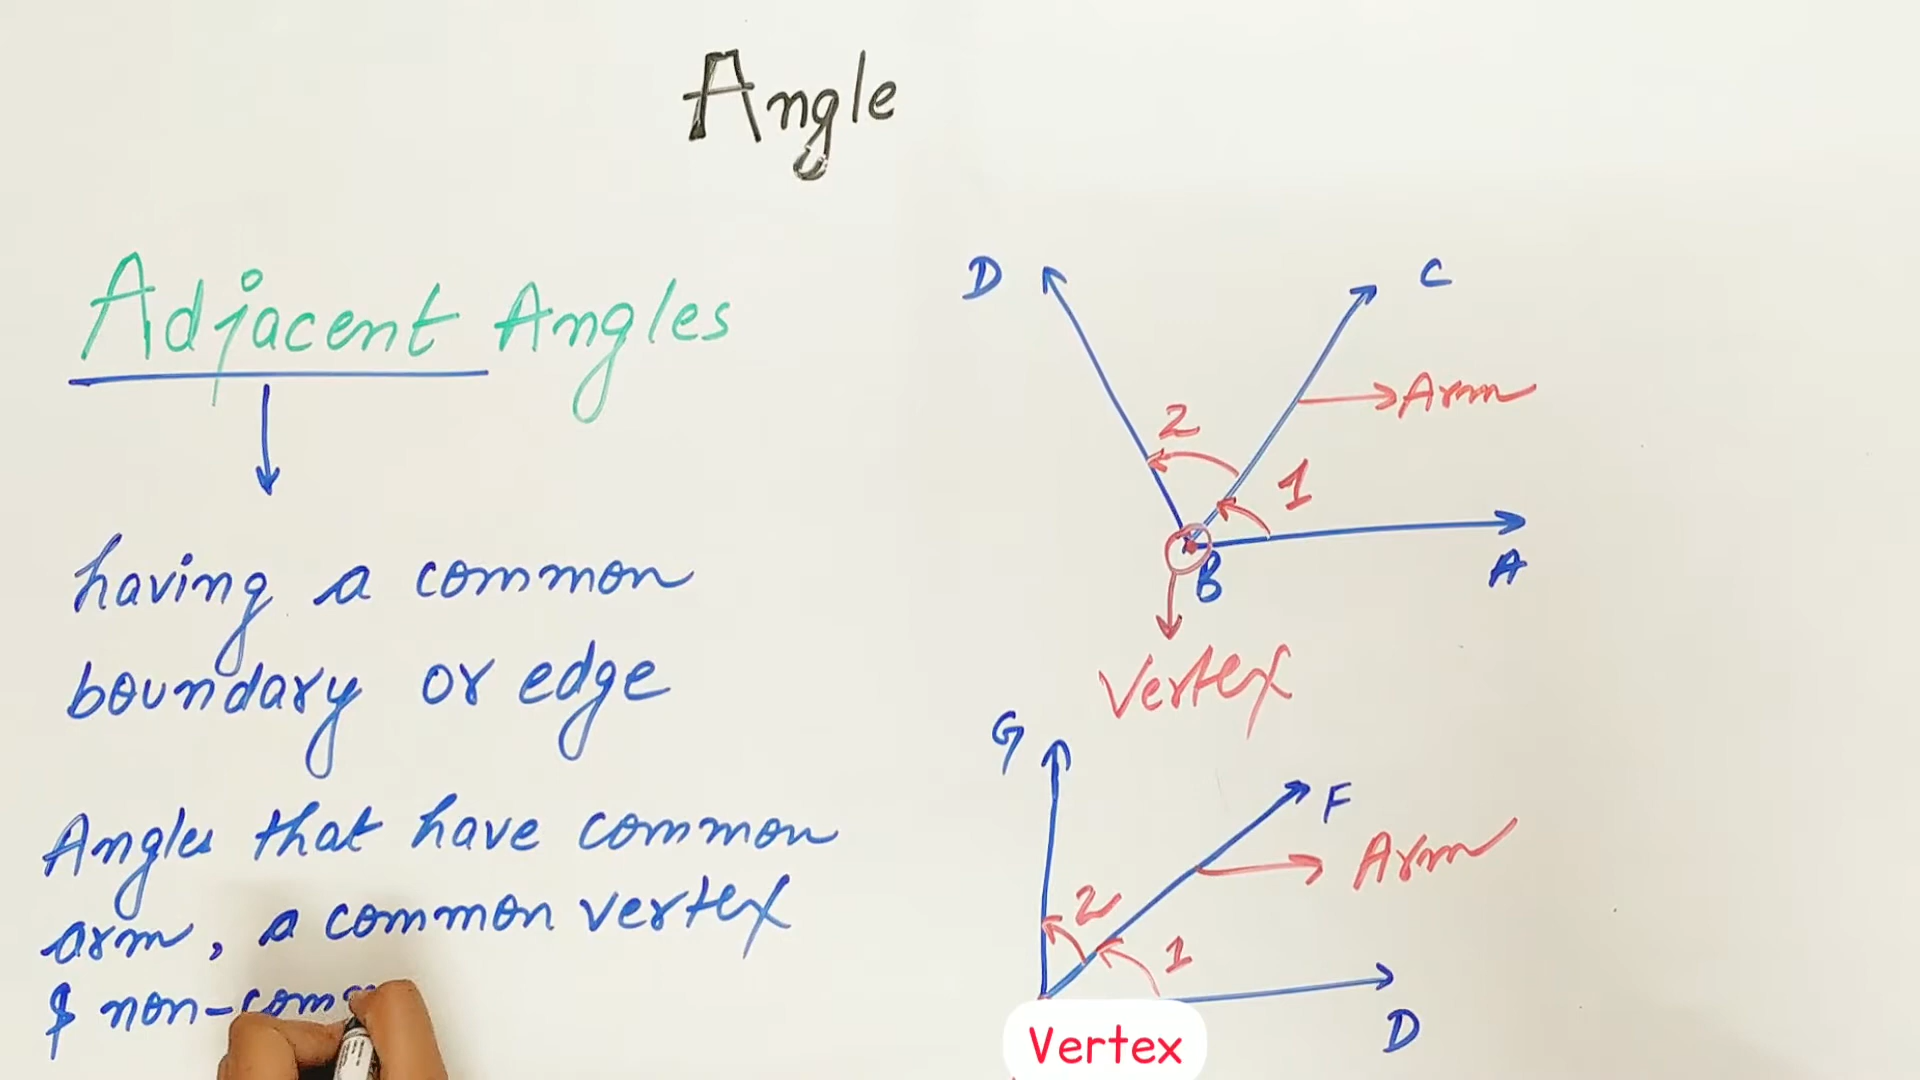 Angle
Adjacent Angles
having a common
boundary or edge
Angles that have common
arm, a common vertex
& non-com
D
C
Arm
2
1
B
A
Vertex
G
F
Arm
2
1
D
Vertex